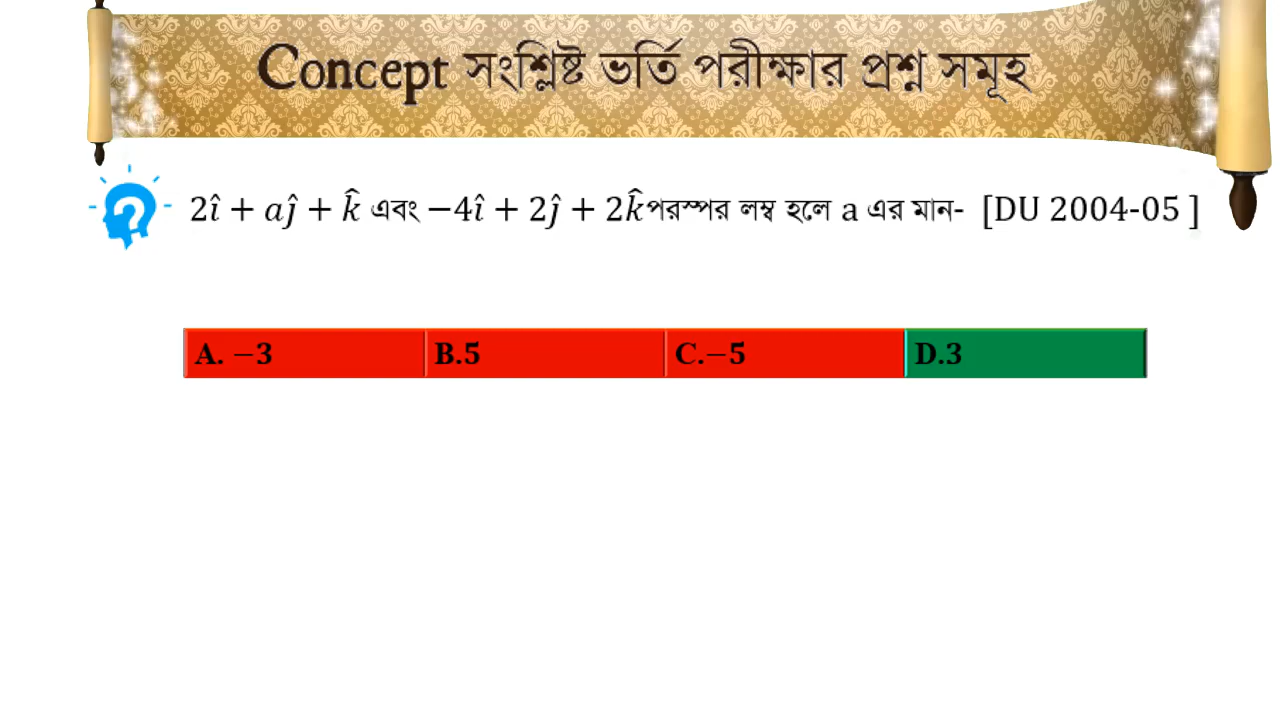 Concept সংশ্লিষ্ট ভর্তি পরীক্ষার প্রশ্ন সমূহ
2î + aĵ + k̂ এবং −4î + 2ĵ + 2k̂ পরস্পর লম্ব হলে a এর মান- [DU 2004-05 ]
A. −3 B.5 C.−5 D.3